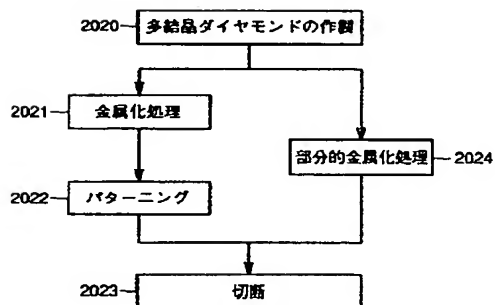 2020 多結晶ダイヤモンドの作製
2021 金属化処理
部分的金属化処理 2024
2022 パターニング
2023 切断